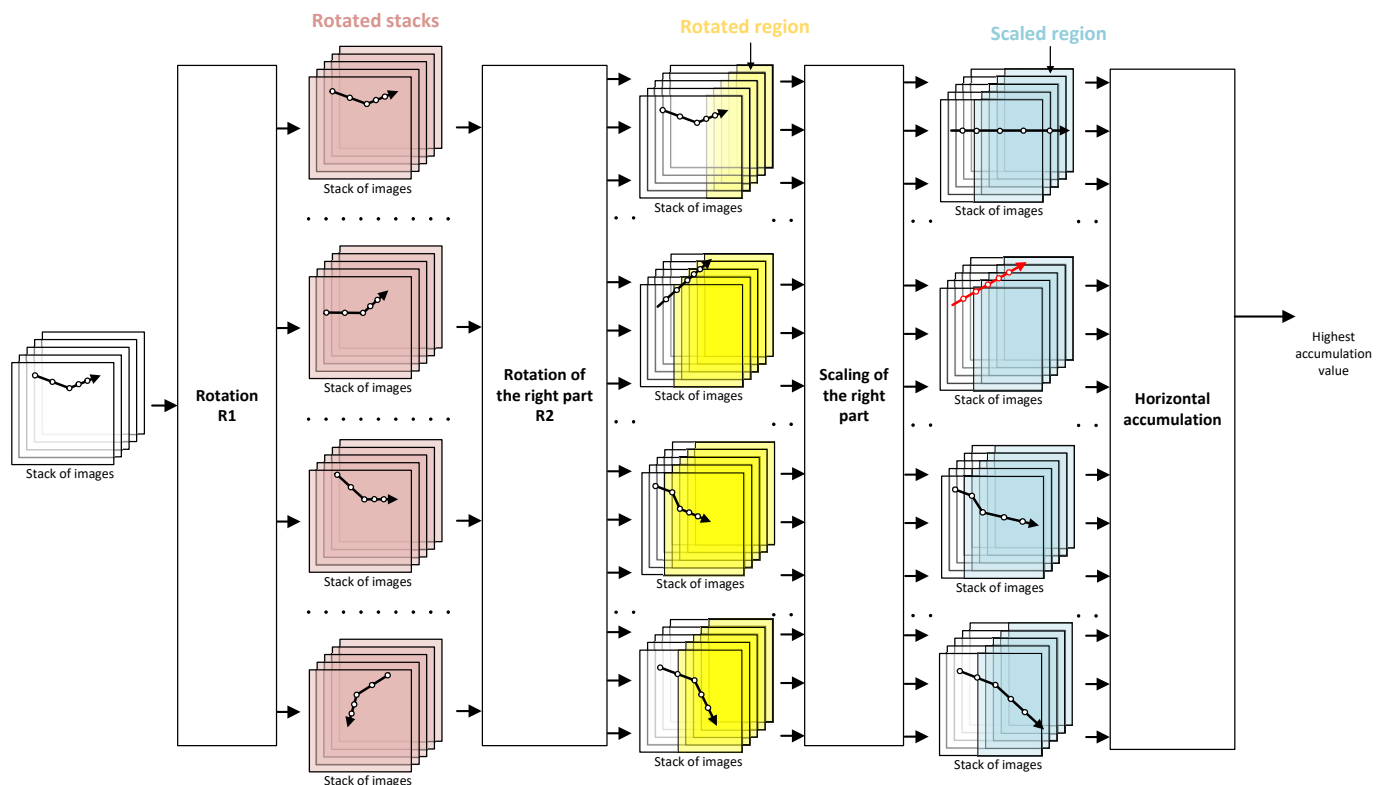 Rotated stacks
Rotated region
Scaled region
Stack of images
Stack of images
Stack of images
Stack of images
Stack of images
Highest
accumulation
value
Stack of images
Rotation
R1
Rotation of
the right part
R2
Scaling of
the right
part
Horizontal
accumulation
Stack of images
Stack of images
Stack of images
Stack of images
Stack of images
Stack of images
Stack of images